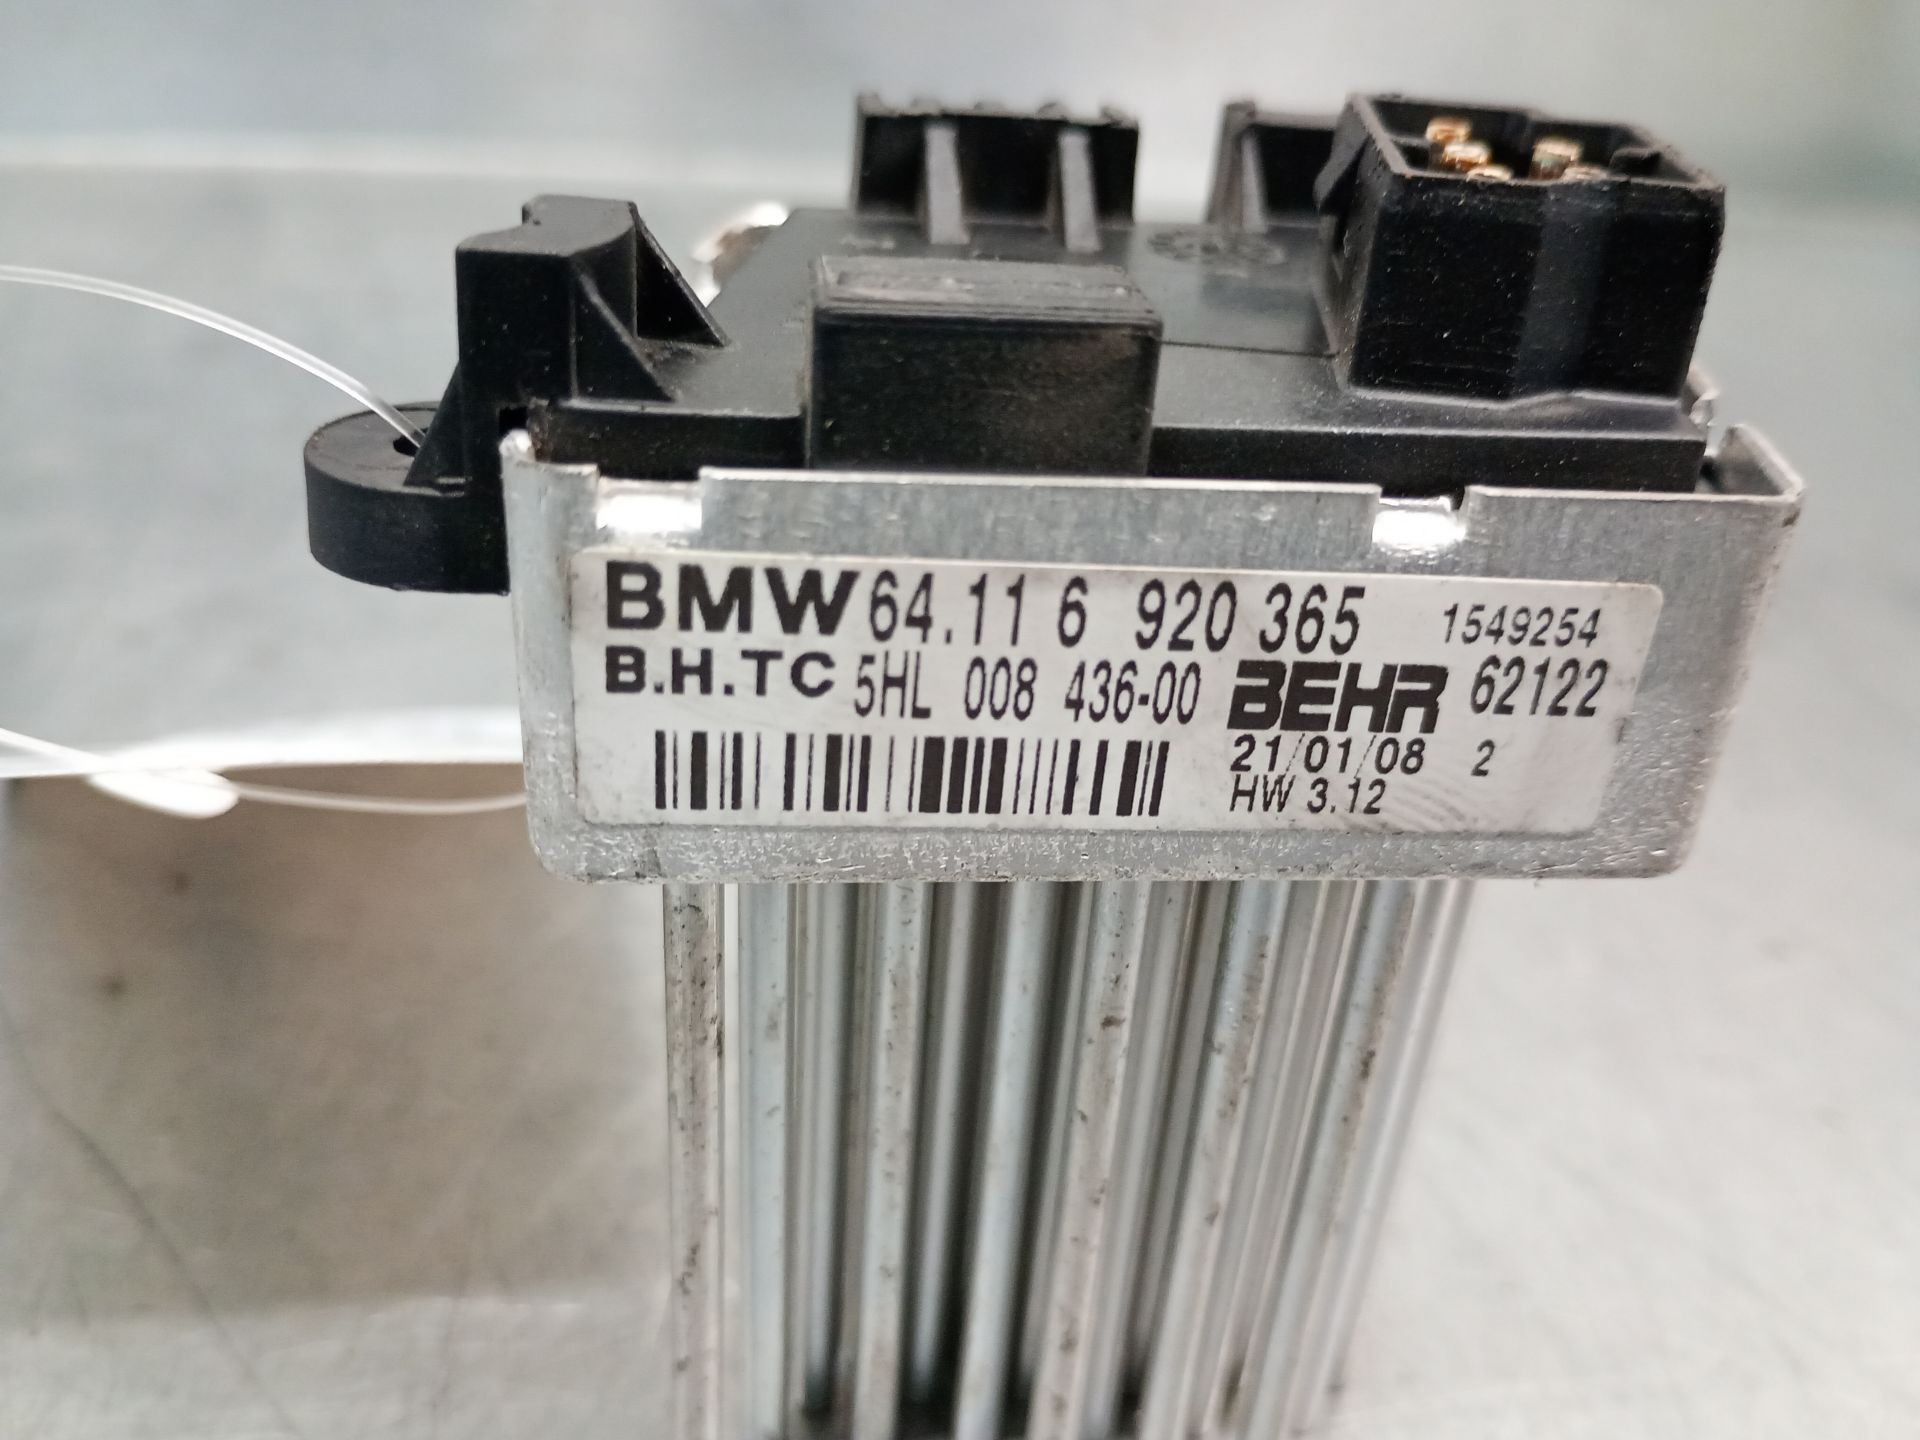 BMW 64.11 6 920 365 1549254
B.H.TC 5HL 008 436-00 BEHR 62122
21/01/08 2
HW 3.12